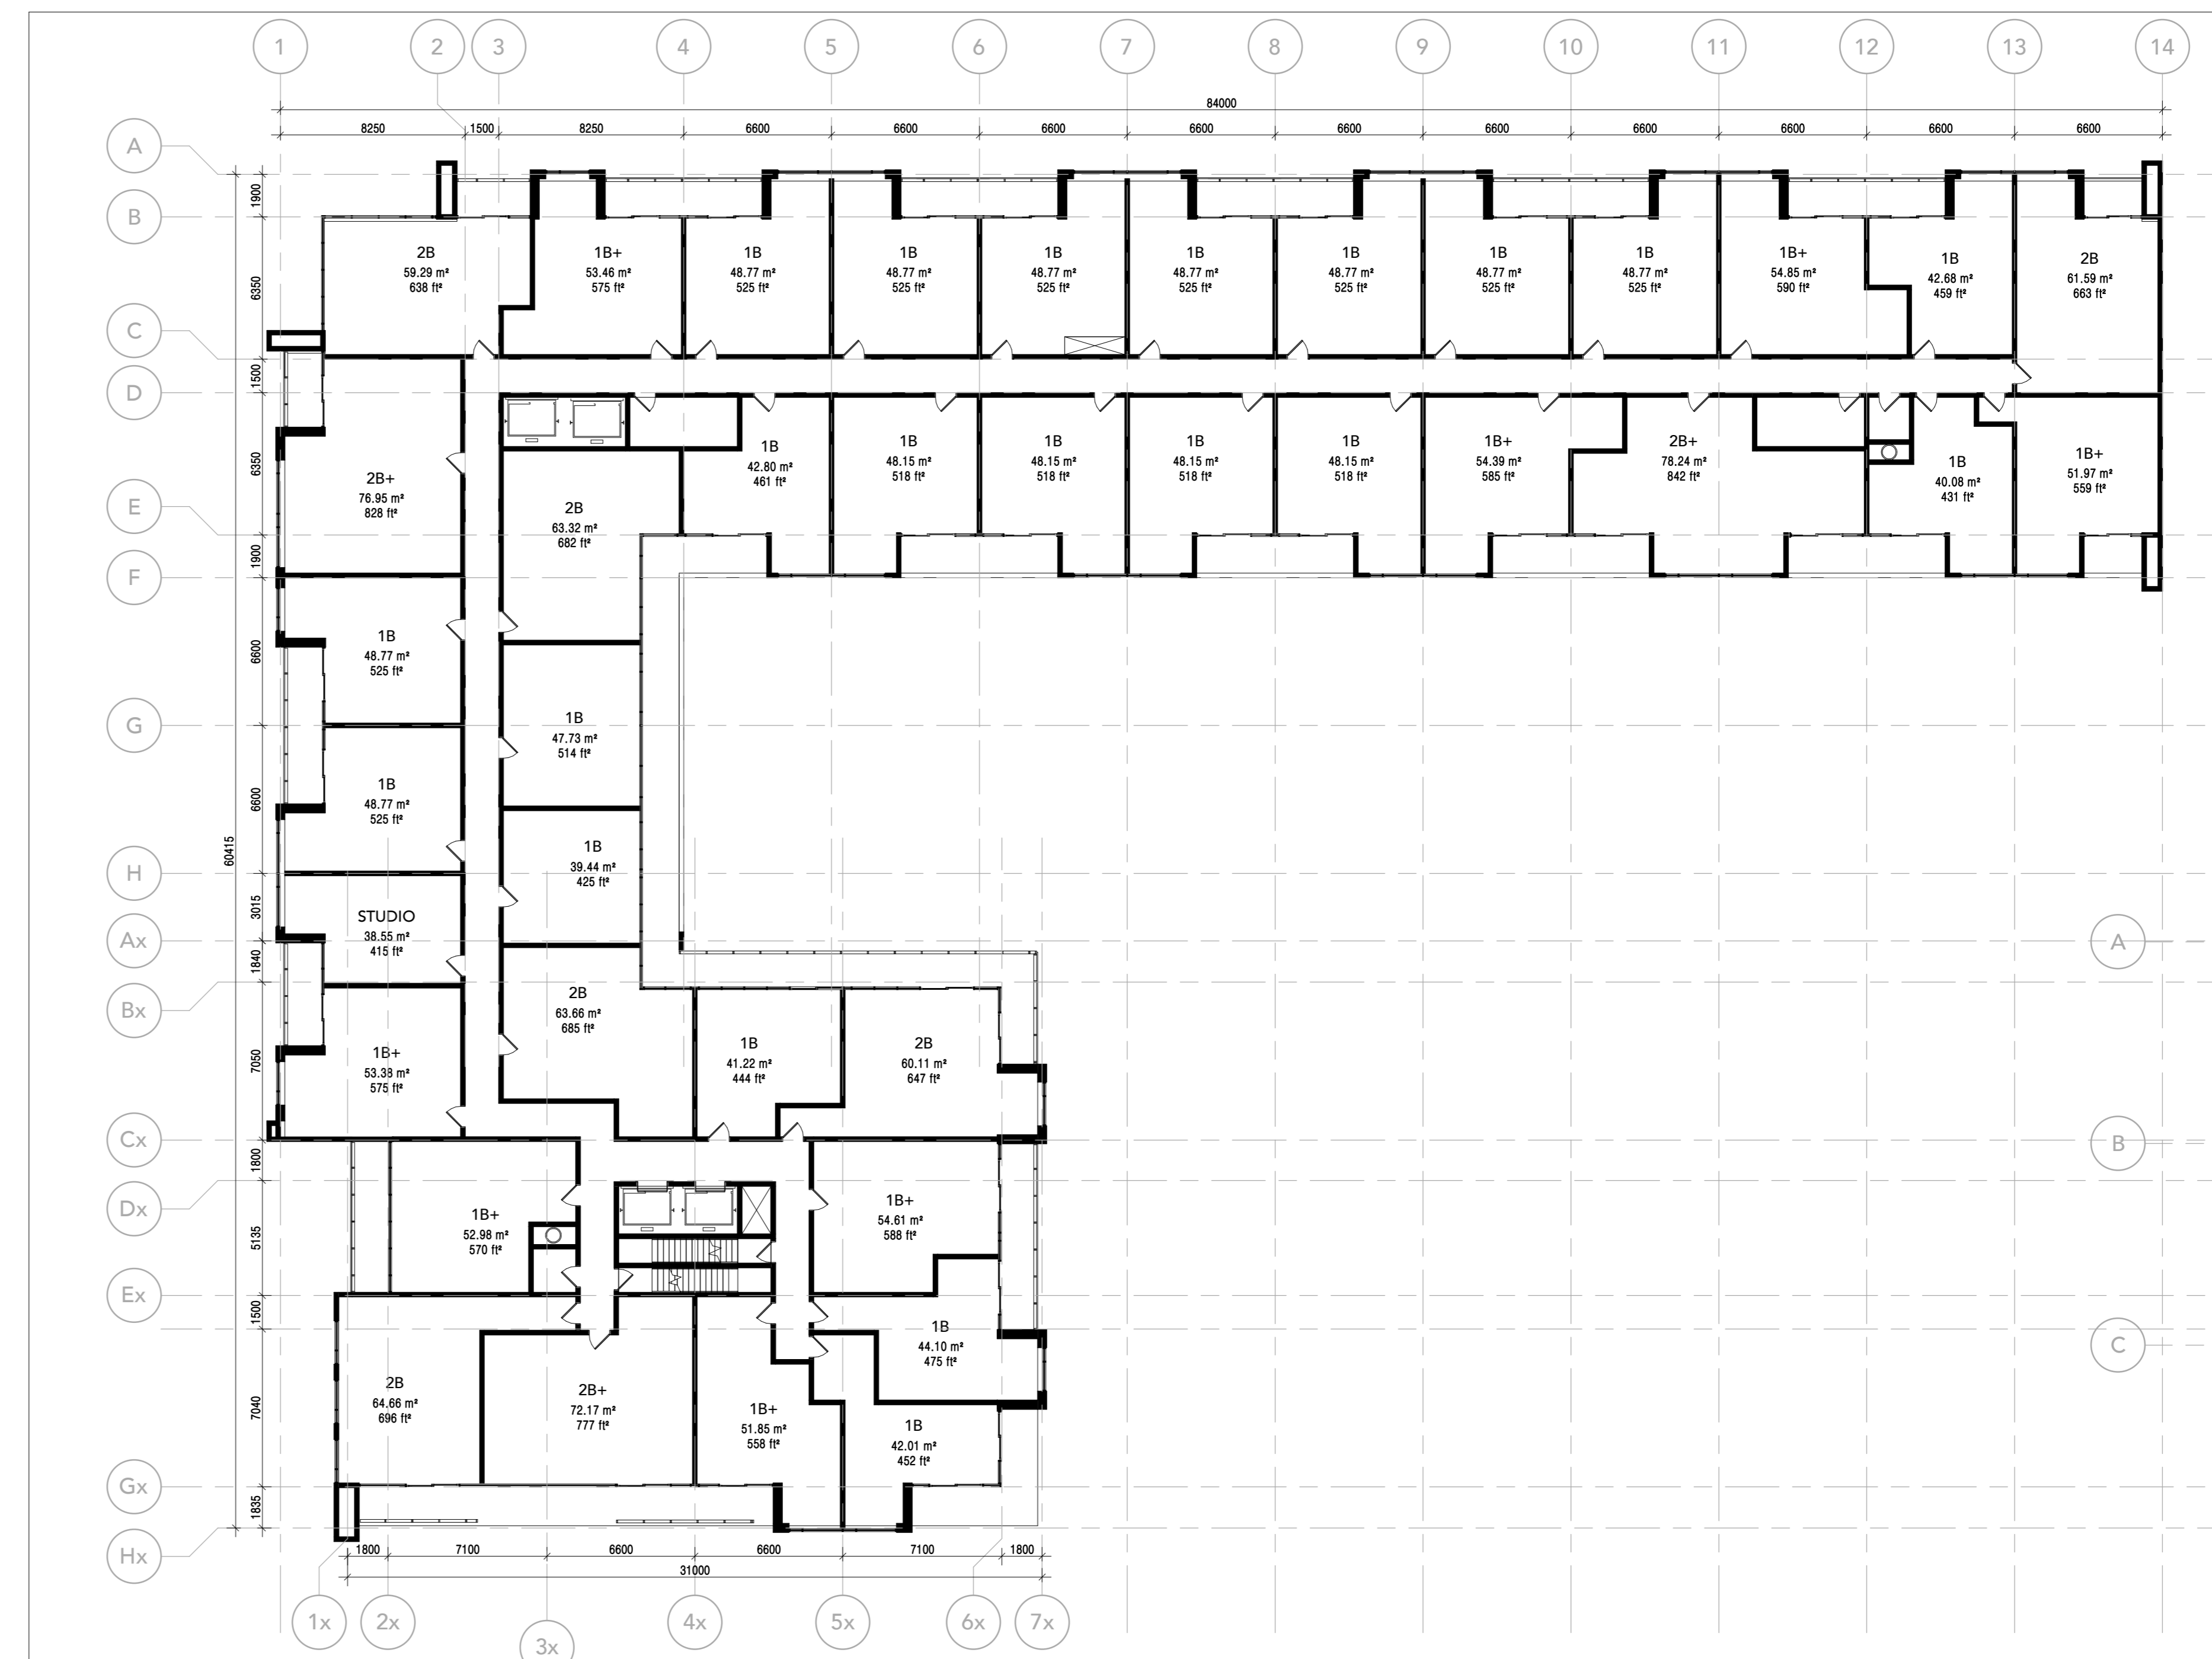 1 2 3 4 5 6 7 8 9 10 11 12 13 14
84000
8250 1500 8250 6600 6600 6600 6600 6600 6600 6600 6600 6600 6600
A
B
C
D
E
F
G
H
Ax
Bx
Cx
Dx
Ex
Gx
Hx
60415
1900
6350
1500
6350
1900
6600
6600
3015
1840
7050
1800
5135
1500
7040
1835
2B
59.29 m²
638 ft²
1B+
53.46 m²
575 ft²
1B
48.77 m²
525 ft²
1B
48.77 m²
525 ft²
1B
48.77 m²
525 ft²
1B
48.77 m²
525 ft²
1B
48.77 m²
525 ft²
1B
48.77 m²
525 ft²
1B
48.77 m²
525 ft²
1B+
54.85 m²
590 ft²
1B
42.68 m²
459 ft²
2B
61.59 m²
663 ft²
2B+
76.95 m²
828 ft²
2B
63.32 m²
682 ft²
1B
42.80 m²
461 ft²
1B
48.15 m²
518 ft²
1B
48.15 m²
518 ft²
1B
48.15 m²
518 ft²
1B
48.15 m²
518 ft²
1B+
54.39 m²
585 ft²
2B+
78.24 m²
842 ft²
1B
40.08 m²
431 ft²
1B+
51.97 m²
559 ft²
1B
48.77 m²
525 ft²
1B
47.73 m²
514 ft²
1B
48.77 m²
525 ft²
1B
39.44 m²
425 ft²
STUDIO
38.55 m²
415 ft²
2B
63.66 m²
685 ft²
1B+
53.38 m²
575 ft²
1B
41.22 m²
444 ft²
2B
60.11 m²
647 ft²
1B+
52.98 m²
570 ft²
1B+
54.61 m²
588 ft²
1B
44.10 m²
475 ft²
2B
64.66 m²
696 ft²
2B+
72.17 m²
777 ft²
1B+
51.85 m²
558 ft²
1B
42.01 m²
452 ft²
A
B
C
1800 7100 6600 6600 7100 1800
31000
1x 2x 3x 4x 5x 6x 7x